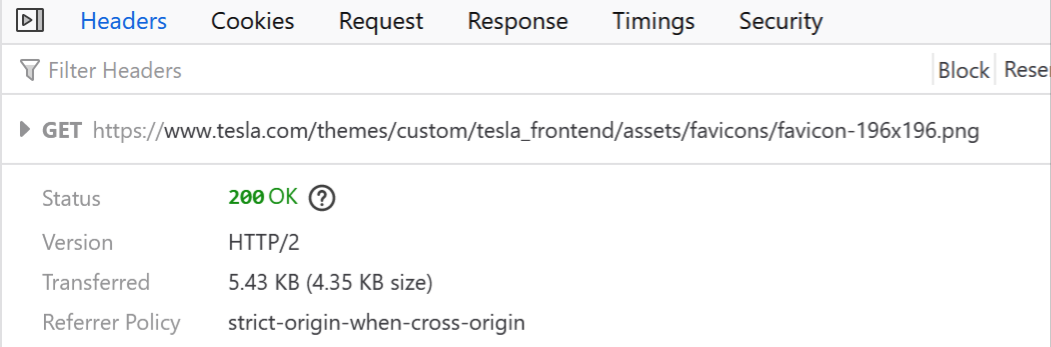 Headers Cookies Request Response Timings Security
Filter Headers Block Rese
GET https://www.tesla.com/themes/custom/tesla_frontend/assets/favicons/favicon-196x196.png
Status 200 OK ?
Version HTTP/2
Transferred 5.43 KB (4.35 KB size)
Referrer Policy strict-origin-when-cross-origin